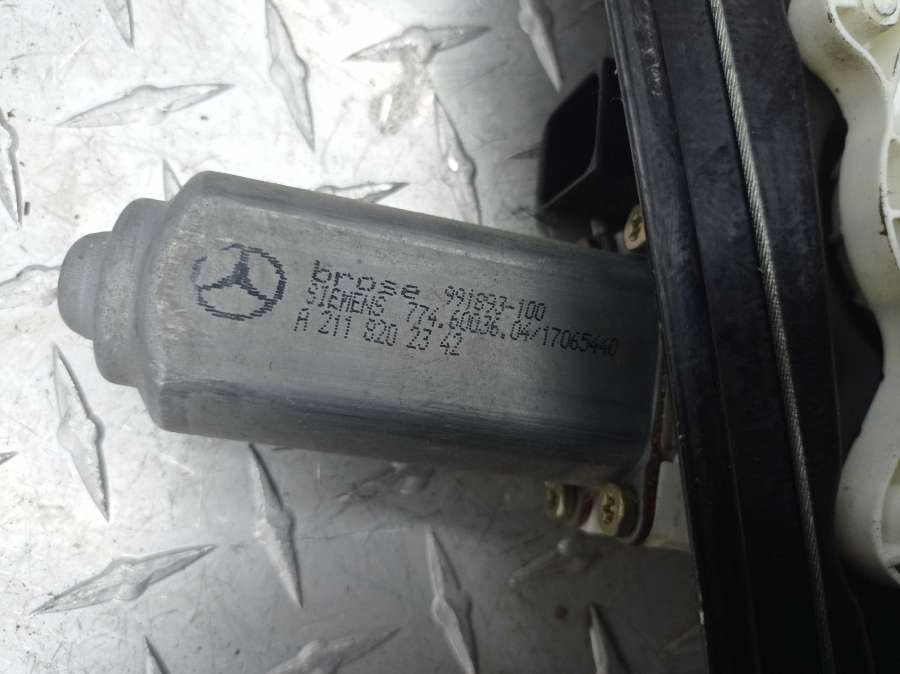 brose 991893-100
SIEMENS 774.60036.04/17065440
A 211 820 23 42